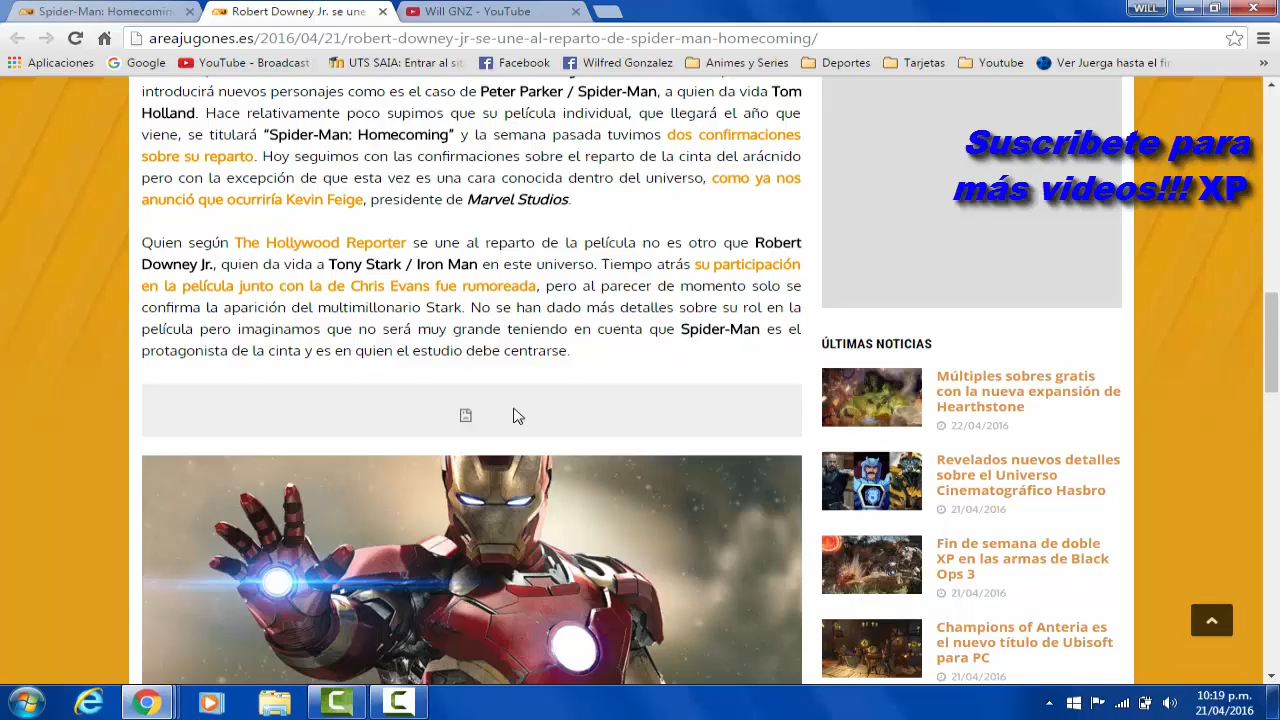 Spider-Man: Homecomin
Robert Downey Jr. se une
Will GNZ - YouTube
WILL
areajugones.es/2016/04/21/robert-downey-jr-se-une-al-reparto-de-spider-man-homecoming/
Aplicaciones
Google
YouTube - Broadcast
UTS SAIA: Entrar al sit
Facebook
Wilfred Gonzalez
Animes y Series
Deportes
Tarjetas
Youtube
Ver Juerga hasta el fin
»
introducirá nuevos personajes como es el caso de Peter Parker / Spider-Man, a quien da vida Tom
Holland. Hace relativamente poco supimos que su película individual, que llegará el año que
viene, se titulará “Spider-Man: Homecoming” y la semana pasada tuvimos dos confirmaciones
sobre su reparto. Hoy seguimos con las confirmaciones sobre el reparto de la cinta del arácnido
pero con la excepción de que esta vez es una cara conocida dentro del universo, como ya nos
anunció que ocurriría Kevin Feige, presidente de Marvel Studios.
Quien según The Hollywood Reporter se une al reparto de la película no es otro que Robert
Downey Jr., quien da vida a Tony Stark / Iron Man en este universo. Tiempo atrás su participación
en la película junto con la de Chris Evans fue rumoreada, pero al parecer de momento solo se
confirma la aparición del multimillonario Stark. No se han dado más detalles sobre su rol en la
película pero imaginamos que no será muy grande teniendo en cuenta que Spider-Man es el
protagonista de la cinta y es en quien el estudio debe centrarse.
Suscribete para
más videos!!! XP
ÚLTIMAS NOTICIAS
Múltiples sobres gratis
con la nueva expansión de
Hearthstone
22/04/2016
Revelados nuevos detalles
sobre el Universo
Cinematográfico Hasbro
21/04/2016
Fin de semana de doble
XP en las armas de Black
Ops 3
21/04/2016
Champions of Anteria es
el nuevo título de Ubisoft
para PC
21/04/2016
10:19 p.m.
21/04/2016